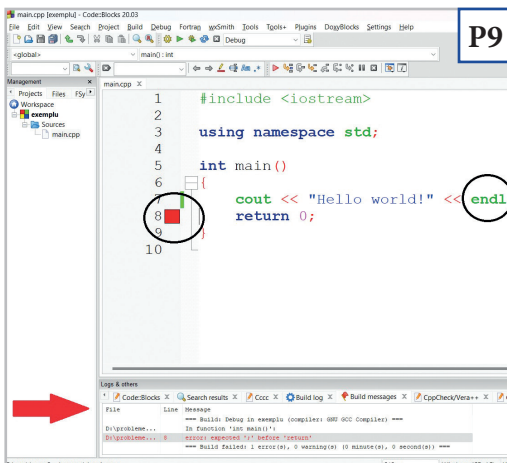 main.cpp [exemplu] - Code::Blocks 20.03
File Edit View Search Project Build Debug Fortran wxSmith Tools Tools+ Plugins DoxyBlocks Settings Help
P9
Debug
<global>
main() : int
Management
main.cpp X
Projects Files FSy
Workspace
exemplu
Sources
main.cpp
1 #include <iostream>
2
3 using namespace std;
4
5 int main()
6 {
7 cout << "Hello world!" << endl
8 return 0;
9 }
10
Logs & others
Code::Blocks X Search results X Cccc X Build log X Build messages X CppCheck/Vera++ X
File Line Message
=== Build: Debug in exemplu (compiler: GNU GCC Compiler) ===
D:\probleme... In function 'int main()':
D:\probleme... 8 error: expected ';' before 'return'
=== Build failed: 1 error(s), 0 warning(s) (0 minute(s), 0 second(s)) ===